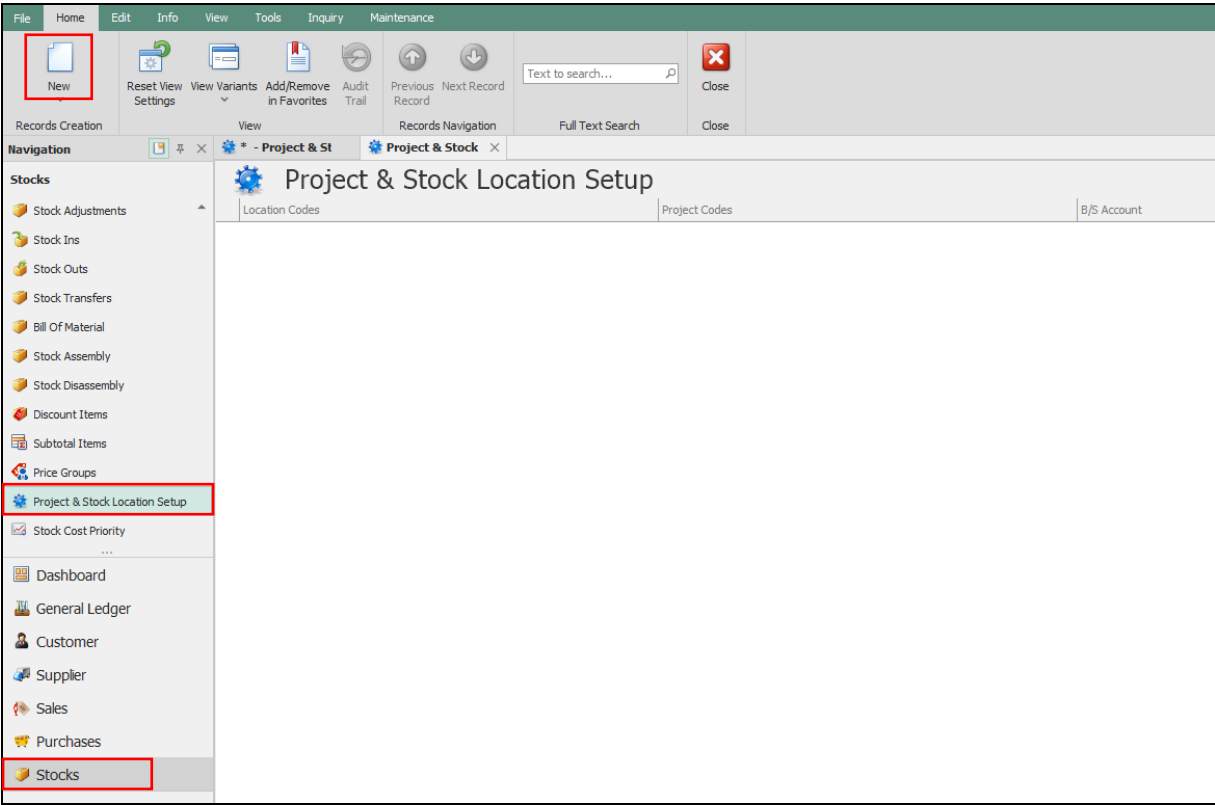 File Home Edit Info View Tools Inquiry Maintenance
New
Reset View Settings
View Variants
Add/Remove in Favorites
Audit Trail
Previous Record
Next Record
Text to search...
Close
Records Creation
View
Records Navigation
Full Text Search
Close
Navigation
* - Project & St
Project & Stock
Stocks
Project & Stock Location Setup
Location Codes
Project Codes
B/S Account
Stock Adjustments
Stock Ins
Stock Outs
Stock Transfers
Bill Of Material
Stock Assembly
Stock Disassembly
Discount Items
Subtotal Items
Price Groups
Project & Stock Location Setup
Stock Cost Priority
...
Dashboard
General Ledger
Customer
Supplier
Sales
Purchases
Stocks